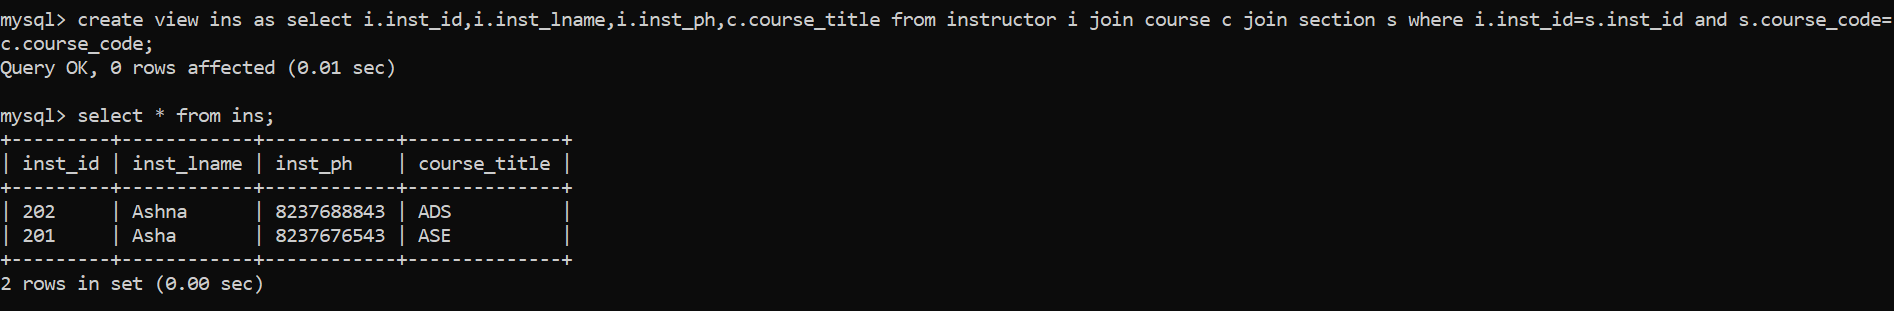 mysql> create view ins as select i.inst_id,i.inst_lname,i.inst_ph,c.course_title from instructor i join course c join section s where i.inst_id=s.inst_id and s.course_code=
c.course_code;
Query OK, 0 rows affected (0.01 sec)

mysql> select * from ins;
+---------+------------+------------+--------------+
| inst_id | inst_lname | inst_ph    | course_title |
+---------+------------+------------+--------------+
| 202     | Ashna      | 8237688843 | ADS          |
| 201     | Asha       | 8237676543 | ASE          |
+---------+------------+------------+--------------+
2 rows in set (0.00 sec)